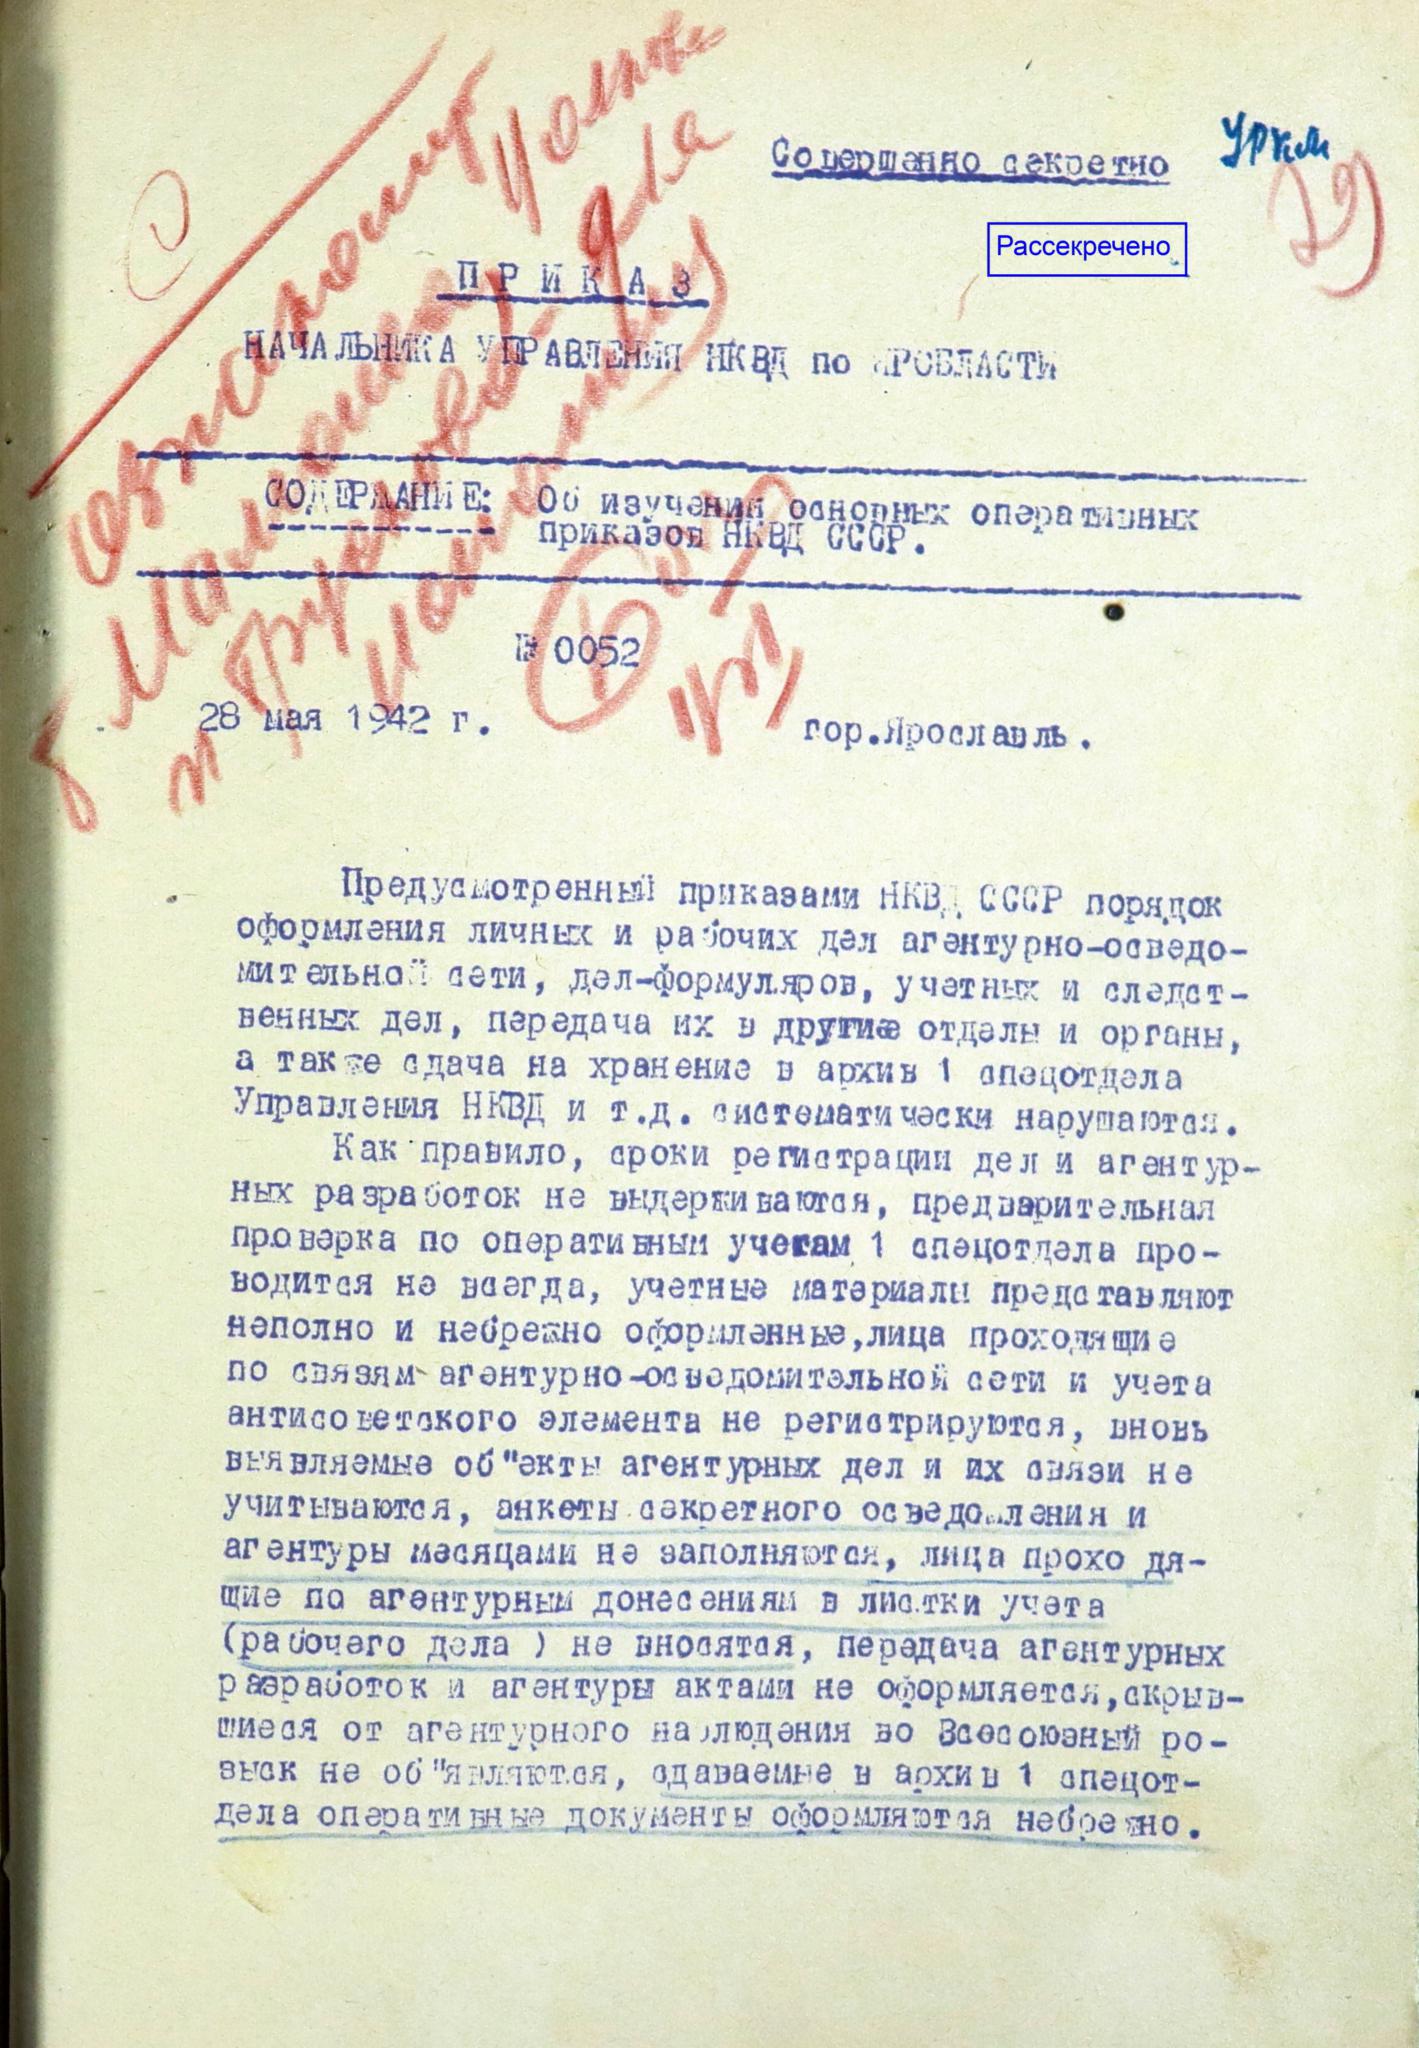 Совершенно секретно
УРКМ
Рассекречено
ПРИКАЗ
НАЧАЛЬНИКА УПРАВЛЕНИЯ НКВД по ЯРОБЛАСТИ
СОДЕРЖАНИЕ: Об изучении основных оперативных
приказов НКВД СССР.
№ 0052
28 мая 1942 г.
гор.Ярославль.
Предусмотренный приказами НКВД СССР порядок
оформления личных и рабочих дел агентурно-осведо-
мительной сети, дел-формуляров, учетных и следст-
венных дел, передача их в другие отделы и органы,
а также сдача на хранение в архив 1 спецотдела
Управления НКВД и т.д. систематически нарушаются.
Как правило, сроки регистрации дел и агентур-
ных разработок не выдерживаются, предварительная
проверка по оперативным учетам 1 спецотдела про-
водится не всегда, учетные материалы представляют
неполно и небрежно оформленные,лица проходящие
по связям агентурно-осведомительной сети и учета
антисоветского элемента не регистрируются, вновь
выявляемые об"екты агентурных дел и их связи не
учитываются, анкеты секретного осведомления и
агентуры месяцами не заполняются, лица прохо дя-
щие по агентурным донесениям в листки учета
(рабочего дела ) не вносятся, передача агентурных
разработок и агентуры актами не оформляется,скрыв-
шиеся от агентурного наблюдения во Всесоюзный ро-
зыск не об"являются, сдаваемые в архив 1 спецот-
дела оперативные документы оформляются небрежно.